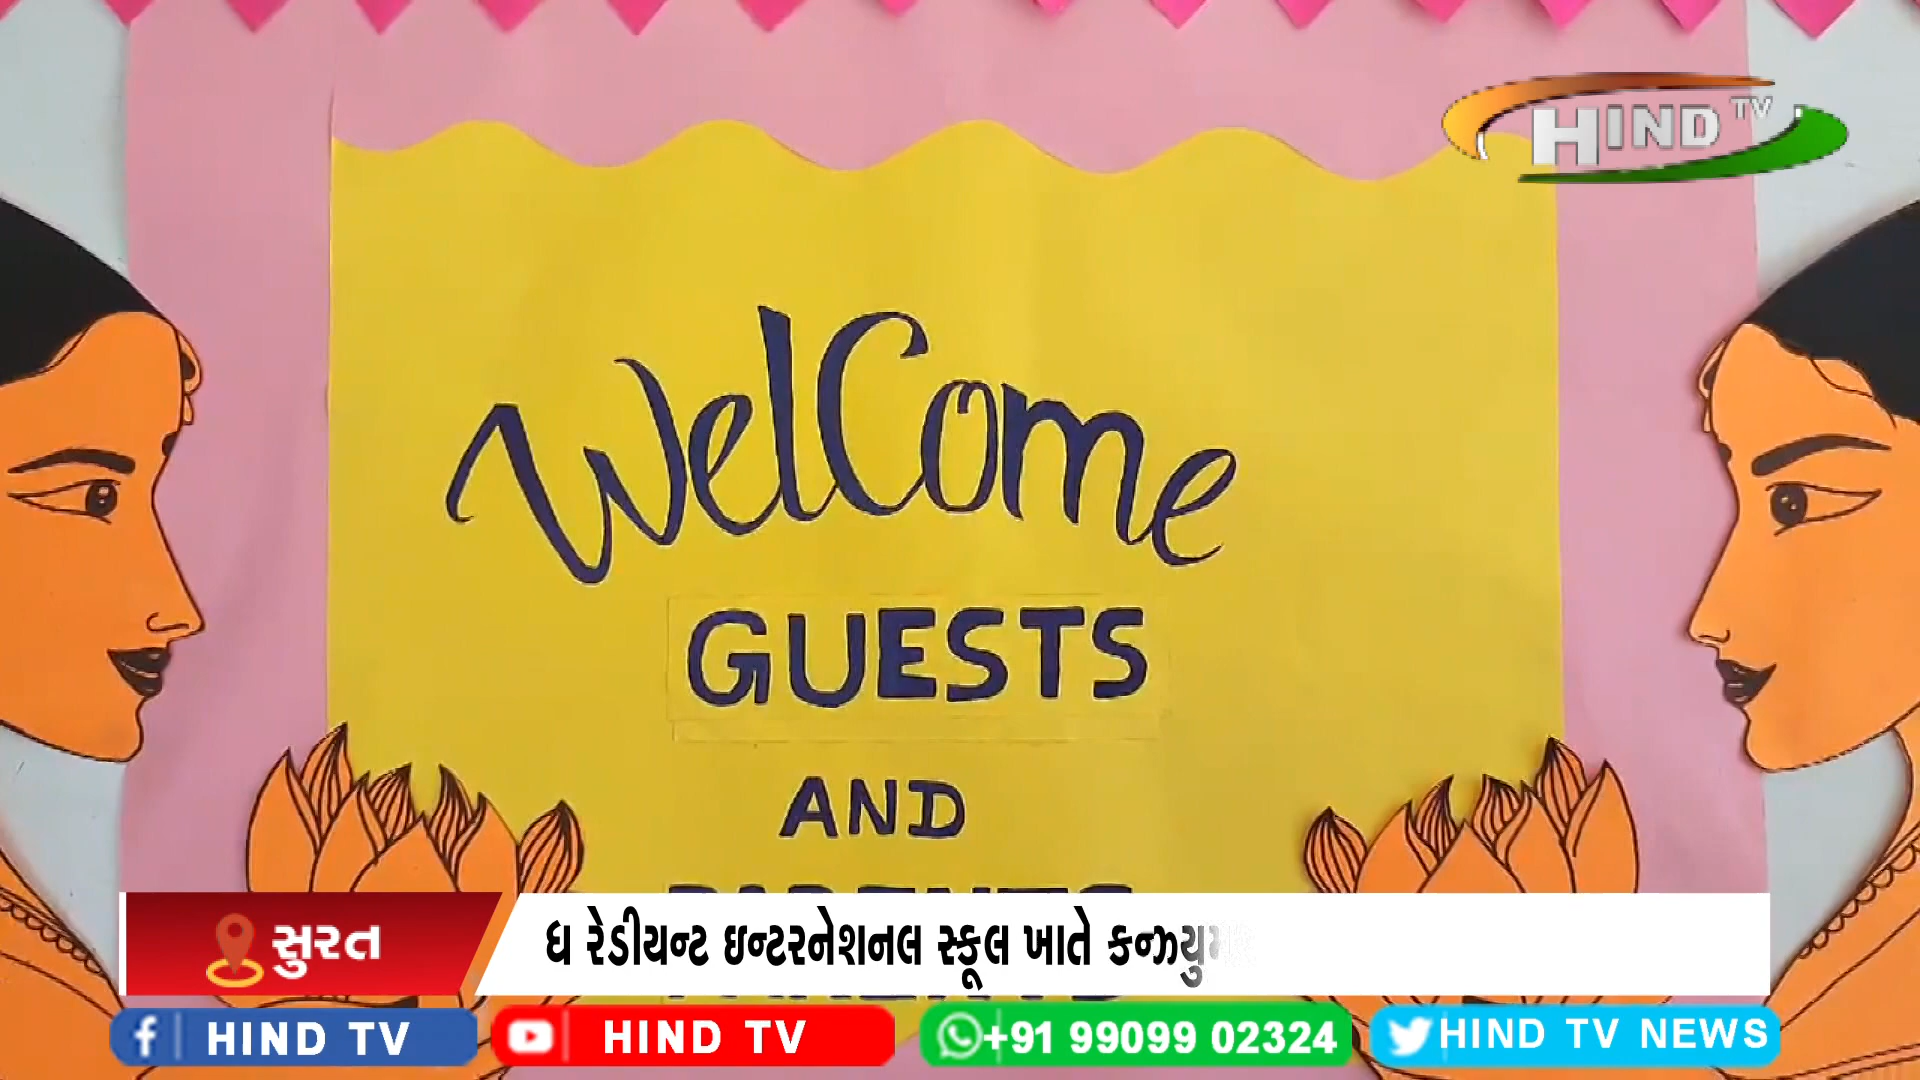 HIND TV
WelCome
GUESTS
AND
PARENTS
સુરત
ધ રેડીયન્ટ ઇન્ટરનેશનલ સ્કૂલ ખાતે
HIND TV
HIND TV
+91 99099 02324
HIND TV NEWS